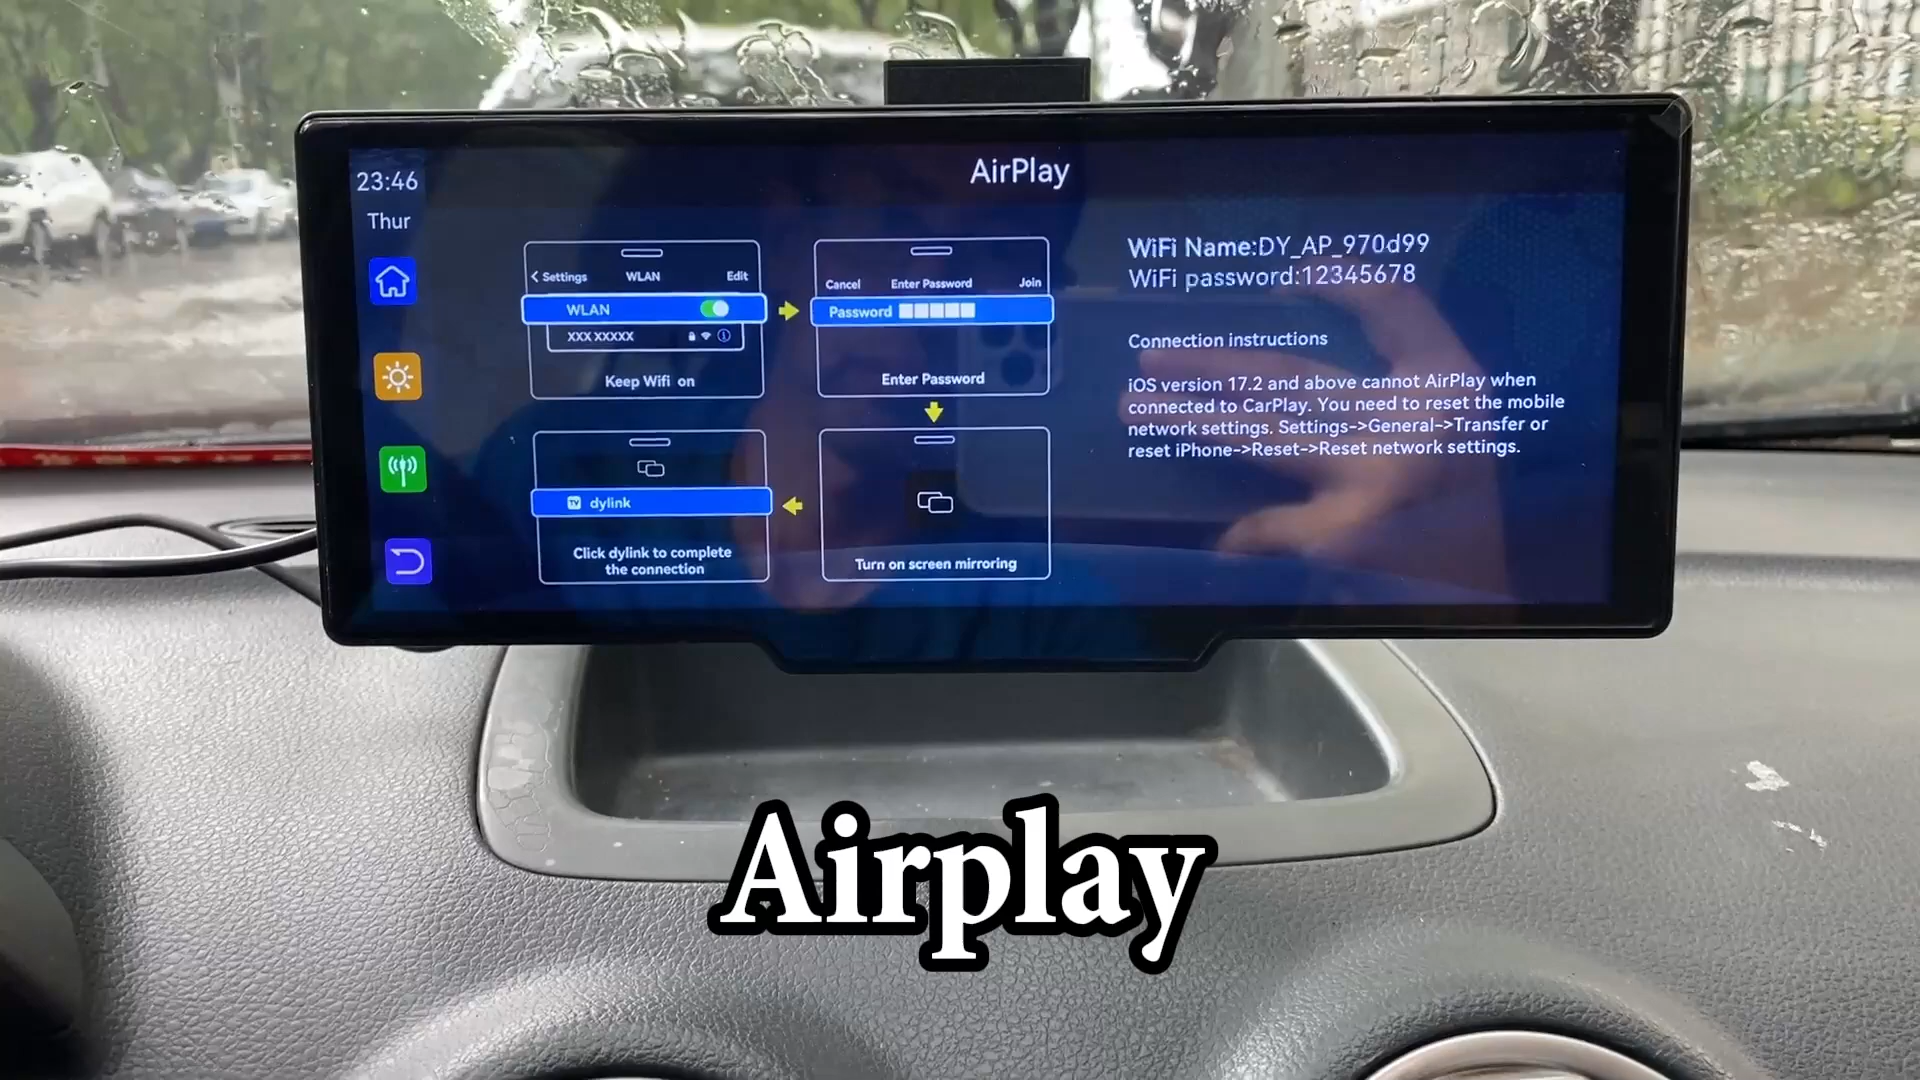 AirPlay
23:46
Thur
Settings WLAN Edit
WLAN
XXX XXXXX
Keep Wifi on
Cancel Enter Password Join
Password
Enter Password
TV dylink
Click dylink to complete
the connection
Turn on screen mirroring
WiFi Name:DY_AP_970d99
WiFi password:12345678
Connection instructions
iOS version 17.2 and above cannot AirPlay when
connected to CarPlay. You need to reset the mobile
network settings. Settings->General->Transfer or
reset iPhone->Reset->Reset network settings.
Airplay